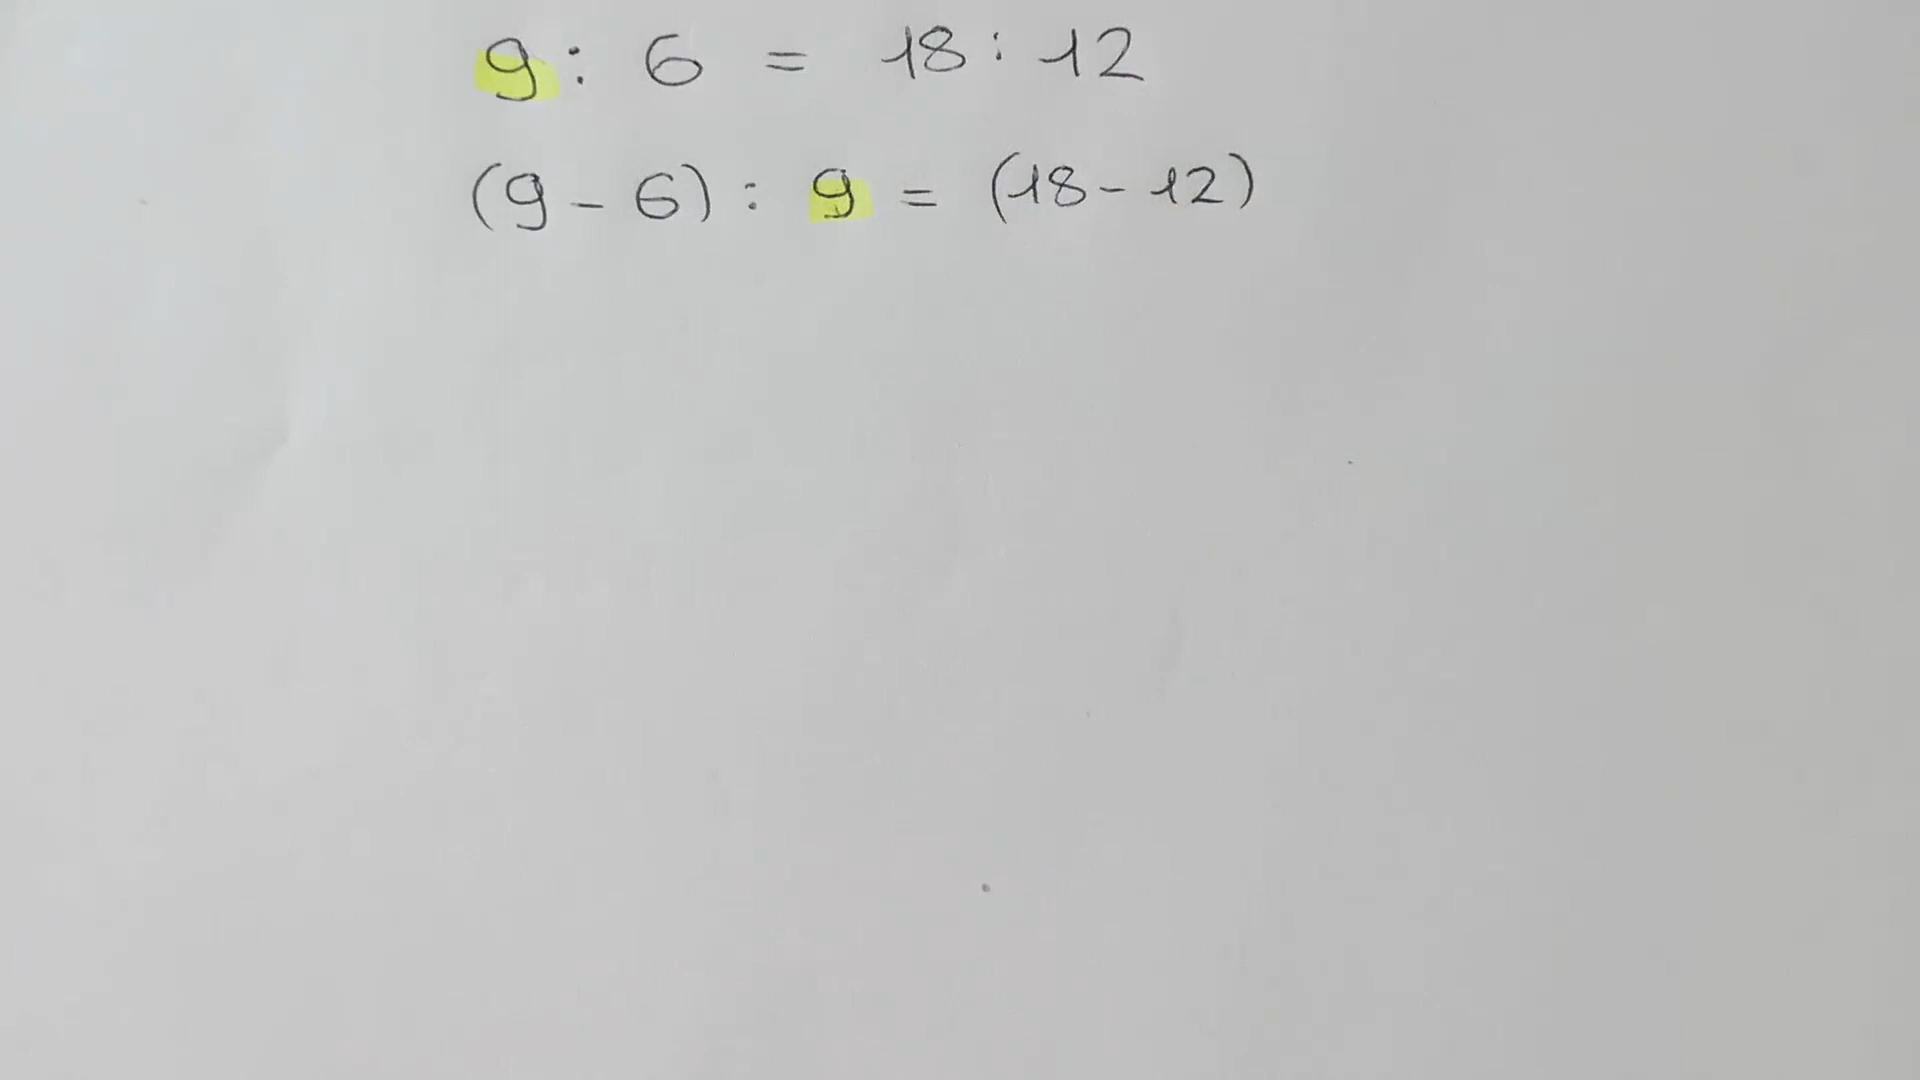 9 : 6 = 18 : 12
(9 - 6) : 9 = (18 - 12)